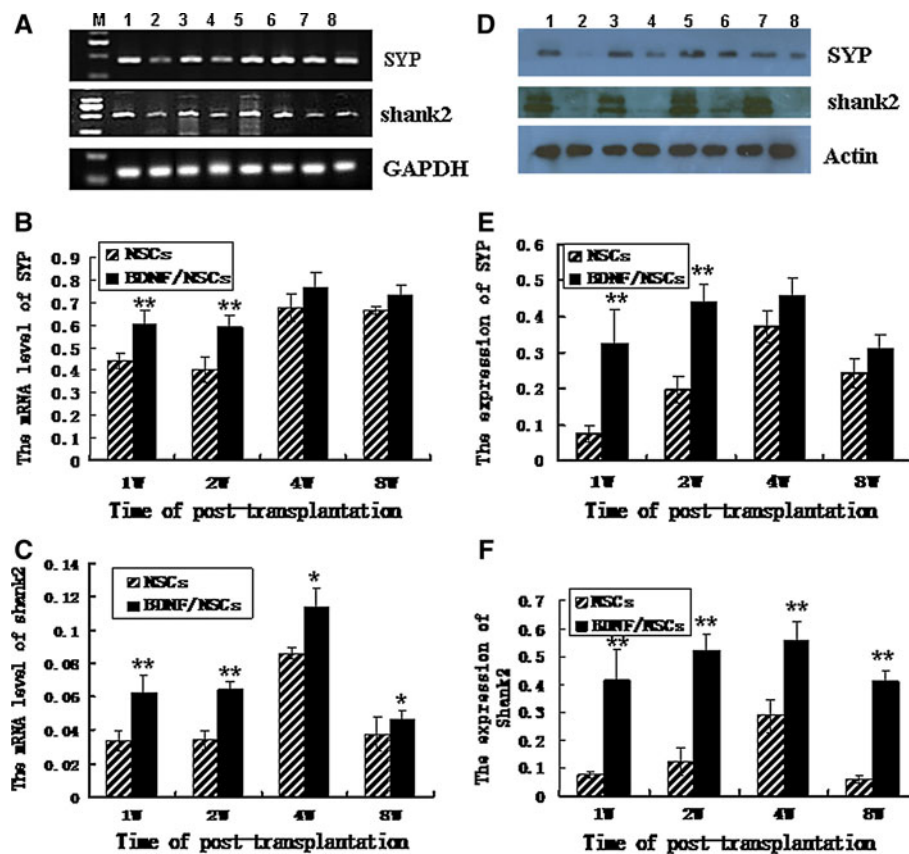 A
M 1 2 3 4 5 6 7 8
SYP
shank2
GAPDH
D
1 2 3 4 5 6 7 8
SYP
shank2
Actin
B
NSCs
BDNF/NSCs
The mRNA level of SYP
0.9
0.8
0.7
0.6
0.5
0.4
0.3
0.2
0.1
0
** **
1W 2W 4W 8W
Time of post transplantation
E
NSCs
BDNF/NSCs
The expression of SYP
0.6
0.5
0.4
0.3
0.2
0.1
0
** **
1W 2W 4W 8W
Time of post transplantation
C
NSCs
BDNF/NSCs
The mRNA level of shank2
0.14
0.12
0.1
0.08
0.06
0.04
0.02
0
** ** * *
1W 2W 4W 8W
Time of post transplantation
F
NSCs
BDNF/NSCs
The expression of
Shank2
0.7
0.6
0.5
0.4
0.3
0.2
0.1
0
** ** ** **
1W 2W 4W 8W
Time of post transplantation